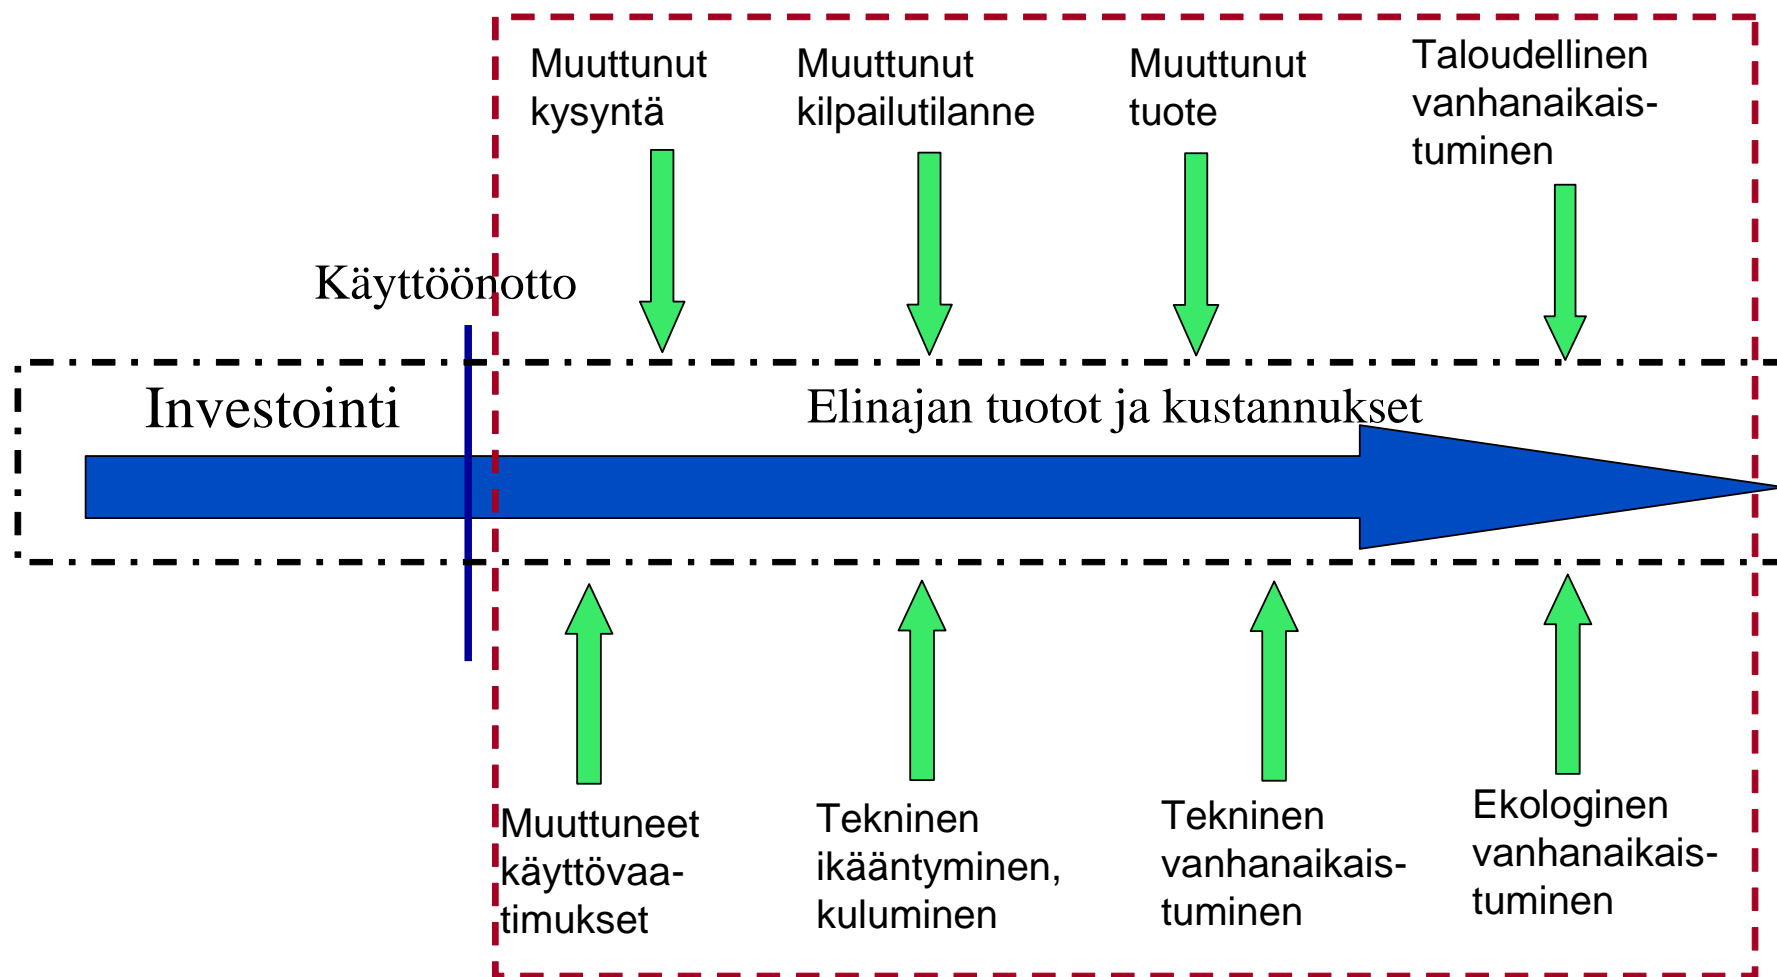 Muuttunut
kysyntä
Muuttunut
kilpailutilanne
Muuttunut
tuote
Taloudellinen
vanhanaikais-
tuminen
Käyttöönotto
Investointi
Elinajan tuotot ja kustannukset
Muuttuneet
käyttövaa-
timukset
Tekninen
ikääntyminen,
kuluminen
Tekninen
vanhanaikais-
tuminen
Ekologinen
vanhanaikais-
tuminen